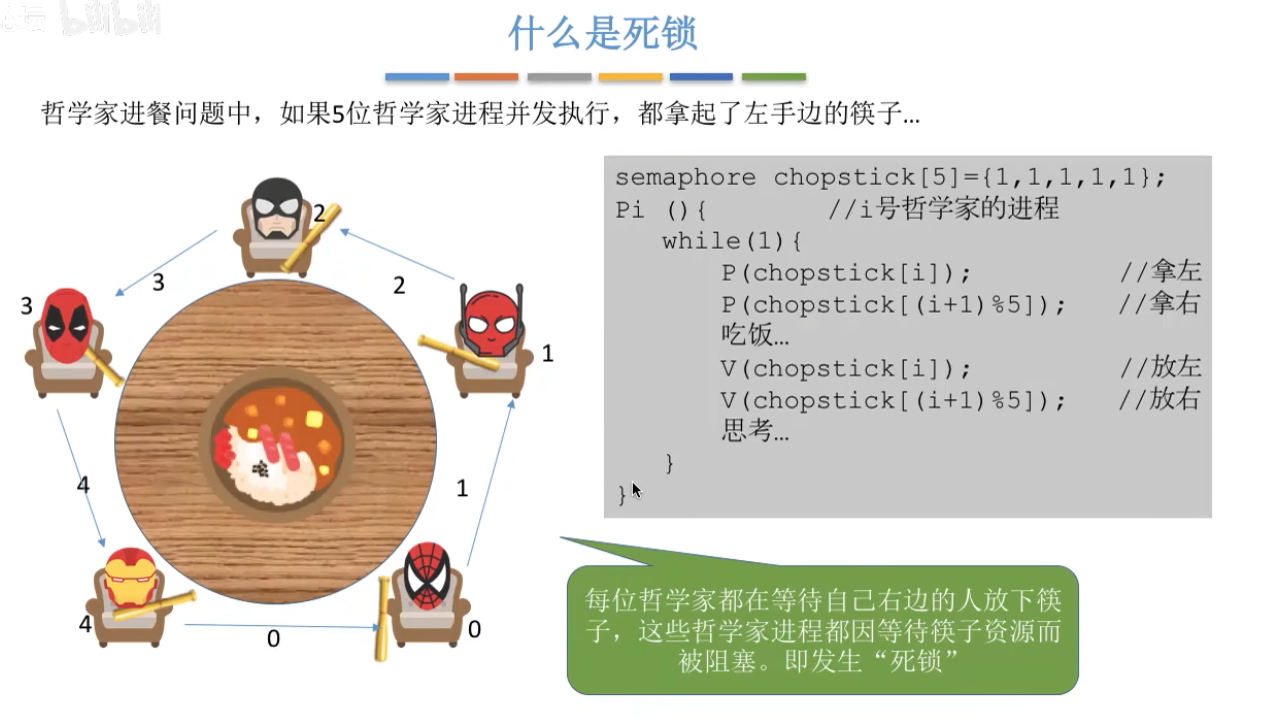 bilibili
什么是死锁
哲学家进餐问题中，如果5位哲学家进程并发执行，都拿起了左手边的筷子...
semaphore chopstick[5]={1,1,1,1,1};
Pi (){ //i号哲学家的进程
while(1){
P(chopstick[i]); //拿左
P(chopstick[(i+1)%5]); //拿右
吃饭...
V(chopstick[i]); //放左
V(chopstick[(i+1)%5]); //放右
思考...
}
}
2
3
2
3
1
4
1
4
0
0
每位哲学家都在等待自己右边的人放下筷
子，这些哲学家进程都因等待筷子资源而
被阻塞。即发生“死锁”